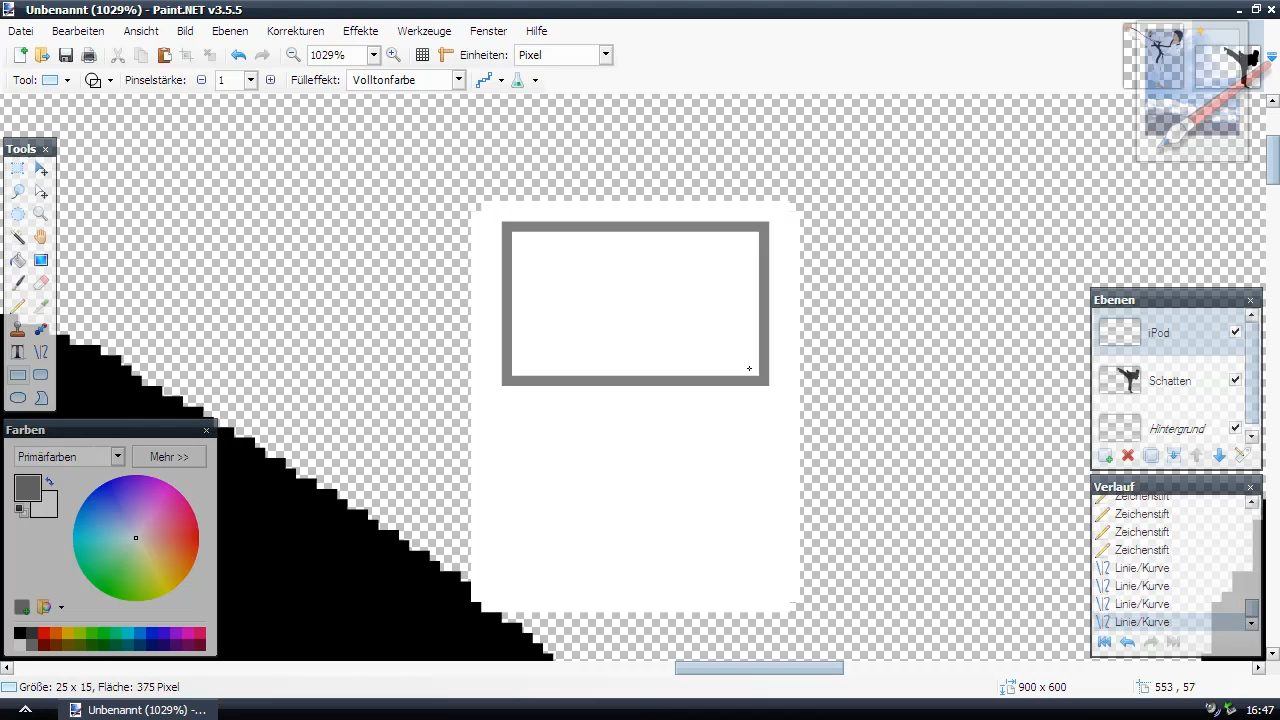 Unbenannt (1029%) - Paint.NET v3.5.5
Datei Bearbeiten Ansicht Bild Ebenen Korrekturen Effekte Werkzeuge Fenster Hilfe
1029% Einheiten: Pixel
Tool: Pinselstärke: 1 Fülleffekt: Volltonfarbe
Tools
Ebenen
iPod
Schatten
Hintergrund
Farben
Primärfarben Mehr >>
Verlauf
Zeichenstift
Zeichenstift
Zeichenstift
Zeichenstift
Linie/Kurve
Linie/Kurve
Linie/Kurve
Linie/Kurve
Größe: 25 x 15, Fläche: 375 Pixel
900 x 600
553 , 57
Unbenannt (1029%) -...
16:47